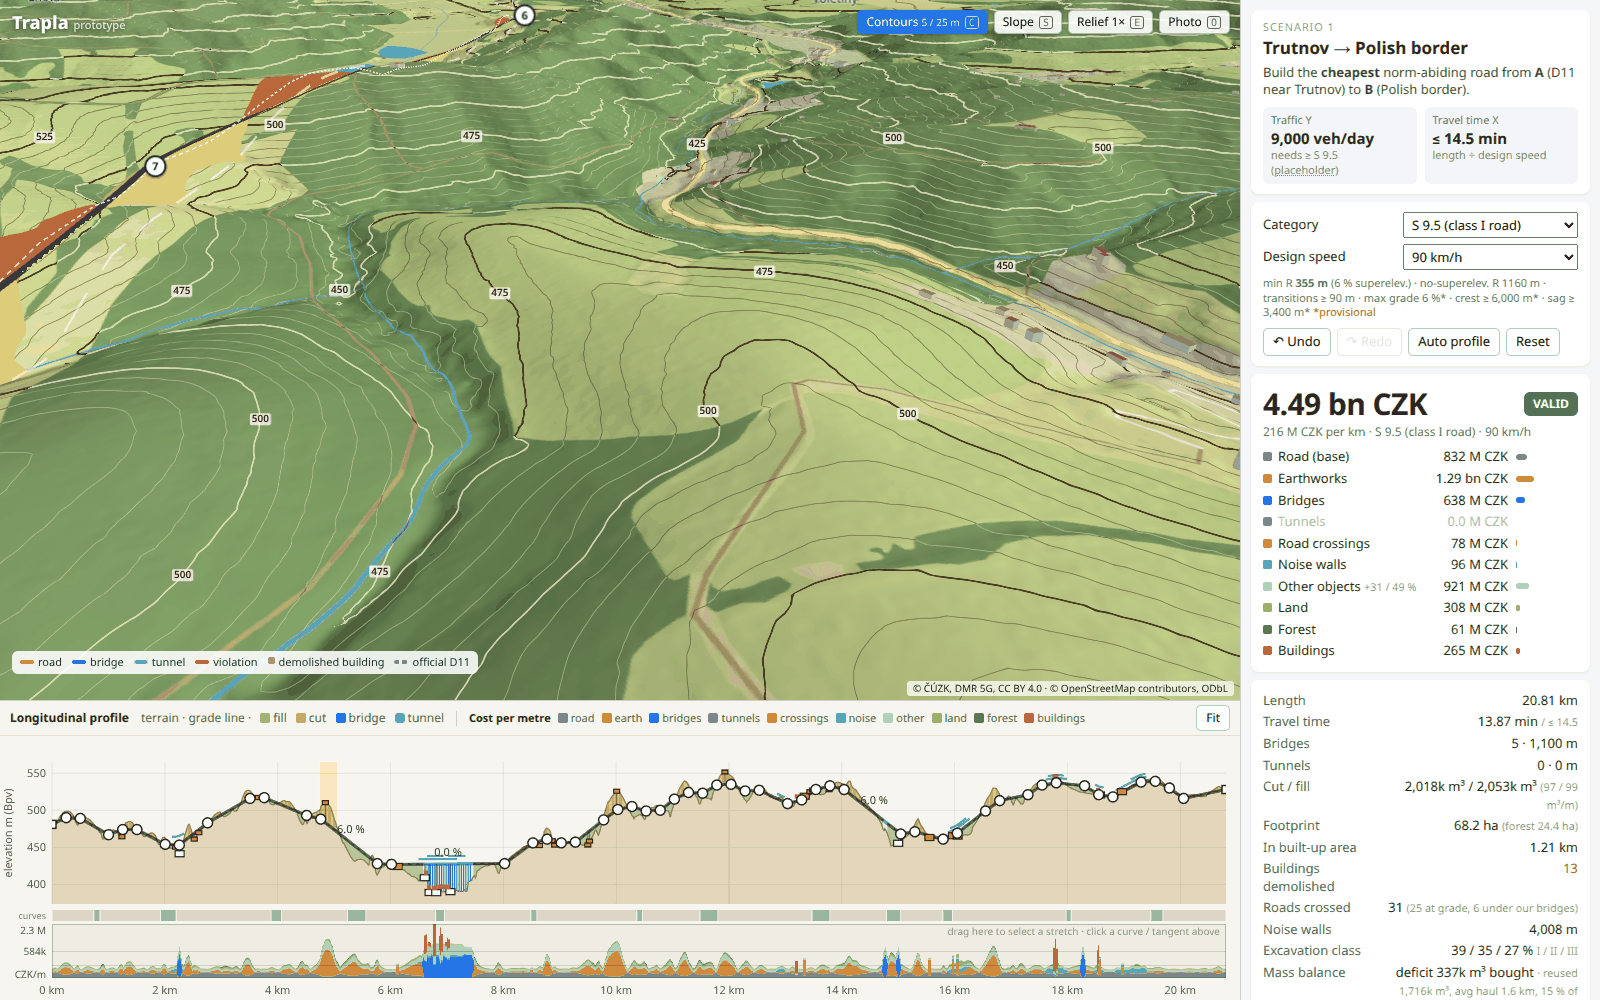 Trapla prototype
6
Contours 5 / 25 m C
Slope S
Relief 1× E
Photo 0
525
500
475
425
500
500
7
475
450
475
475
450
500
500
500
500
475
road
bridge
tunnel
violation
demolished building
official D11
© ČÚZK, DMR 5G, CC BY 4.0 · © OpenStreetMap contributors, ODbL
Longitudinal profile
terrain · grade line ·
fill
cut
bridge
tunnel
Cost per metre
road
earth
bridges
tunnels
crossings
noise
other
land
forest
buildings
Fit
elevation m (Bpv)
550
500
450
400
6.0 %
0.0 %
6.0 %
curves
2.3 M
584k
CZK/m
drag here to select a stretch · click a curve / tangent above
0 km
2 km
4 km
6 km
8 km
10 km
12 km
14 km
16 km
18 km
20 km
SCENARIO 1
Trutnov → Polish border
Build the cheapest norm-abiding road from A (D11
near Trutnov) to B (Polish border).
Traffic Y
9,000 veh/day
needs ≥ S 9.5
(placeholder)
Travel time X
≤ 14.5 min
length ÷ design speed
Category
S 9.5 (class I road)
Design speed
90 km/h
min R 355 m (6 % superelev.) · no-superelev. R 1160 m ·
transitions ≥ 90 m · max grade 6 %* · crest ≥ 6,000 m* · sag ≥
3,400 m* *provisional
↶ Undo
↷ Redo
Auto profile
Reset
4.49 bn CZK
VALID
216 M CZK per km · S 9.5 (class I road) · 90 km/h
Road (base) 832 M CZK
Earthworks 1.29 bn CZK
Bridges 638 M CZK
Tunnels 0.0 M CZK
Road crossings 78 M CZK
Noise walls 96 M CZK
Other objects +31 / 49 % 921 M CZK
Land 308 M CZK
Forest 61 M CZK
Buildings 265 M CZK
Length 20.81 km
Travel time 13.87 min / ≤ 14.5
Bridges 5 · 1,100 m
Tunnels 0 · 0 m
Cut / fill 2,018k m³ / 2,053k m³ (97 / 99
m³/m)
Footprint 68.2 ha (forest 24.4 ha)
In built-up area 1.21 km
Buildings 13
demolished
Roads crossed 31 (25 at grade, 6 under our bridges)
Noise walls 4,008 m
Excavation class 39 / 35 / 27 % I / II / III
Mass balance deficit 337k m³ bought · reused
1,716k m³, avg haul 1.6 km, 15 % of